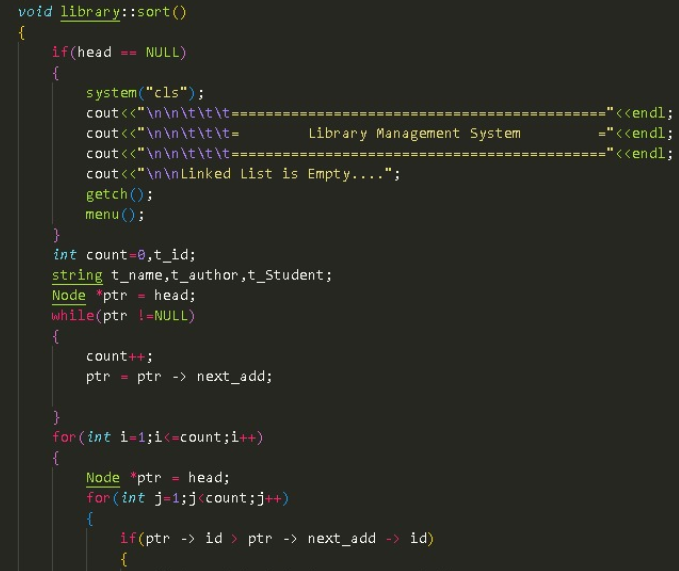 void library::sort()
{
if(head == NULL)
{
system("cls");
cout<<"\n\n\t\t\t==========================================="<<endl;
cout<<"\n\n\t\t\t=        Library Management System         ="<<endl;
cout<<"\n\n\t\t\t==========================================="<<endl;
cout<<"\n\nLinked List is Empty....";
getch();
menu();
}
int count=0,t_id;
string t_name,t_author,t_Student;
Node *ptr = head;
while(ptr !=NULL)
{
count++;
ptr = ptr -> next_add;
}
for(int i=1;i<=count;i++)
{
Node *ptr = head;
for(int j=1;j<count;j++)
{
if(ptr -> id > ptr -> next_add -> id)
{